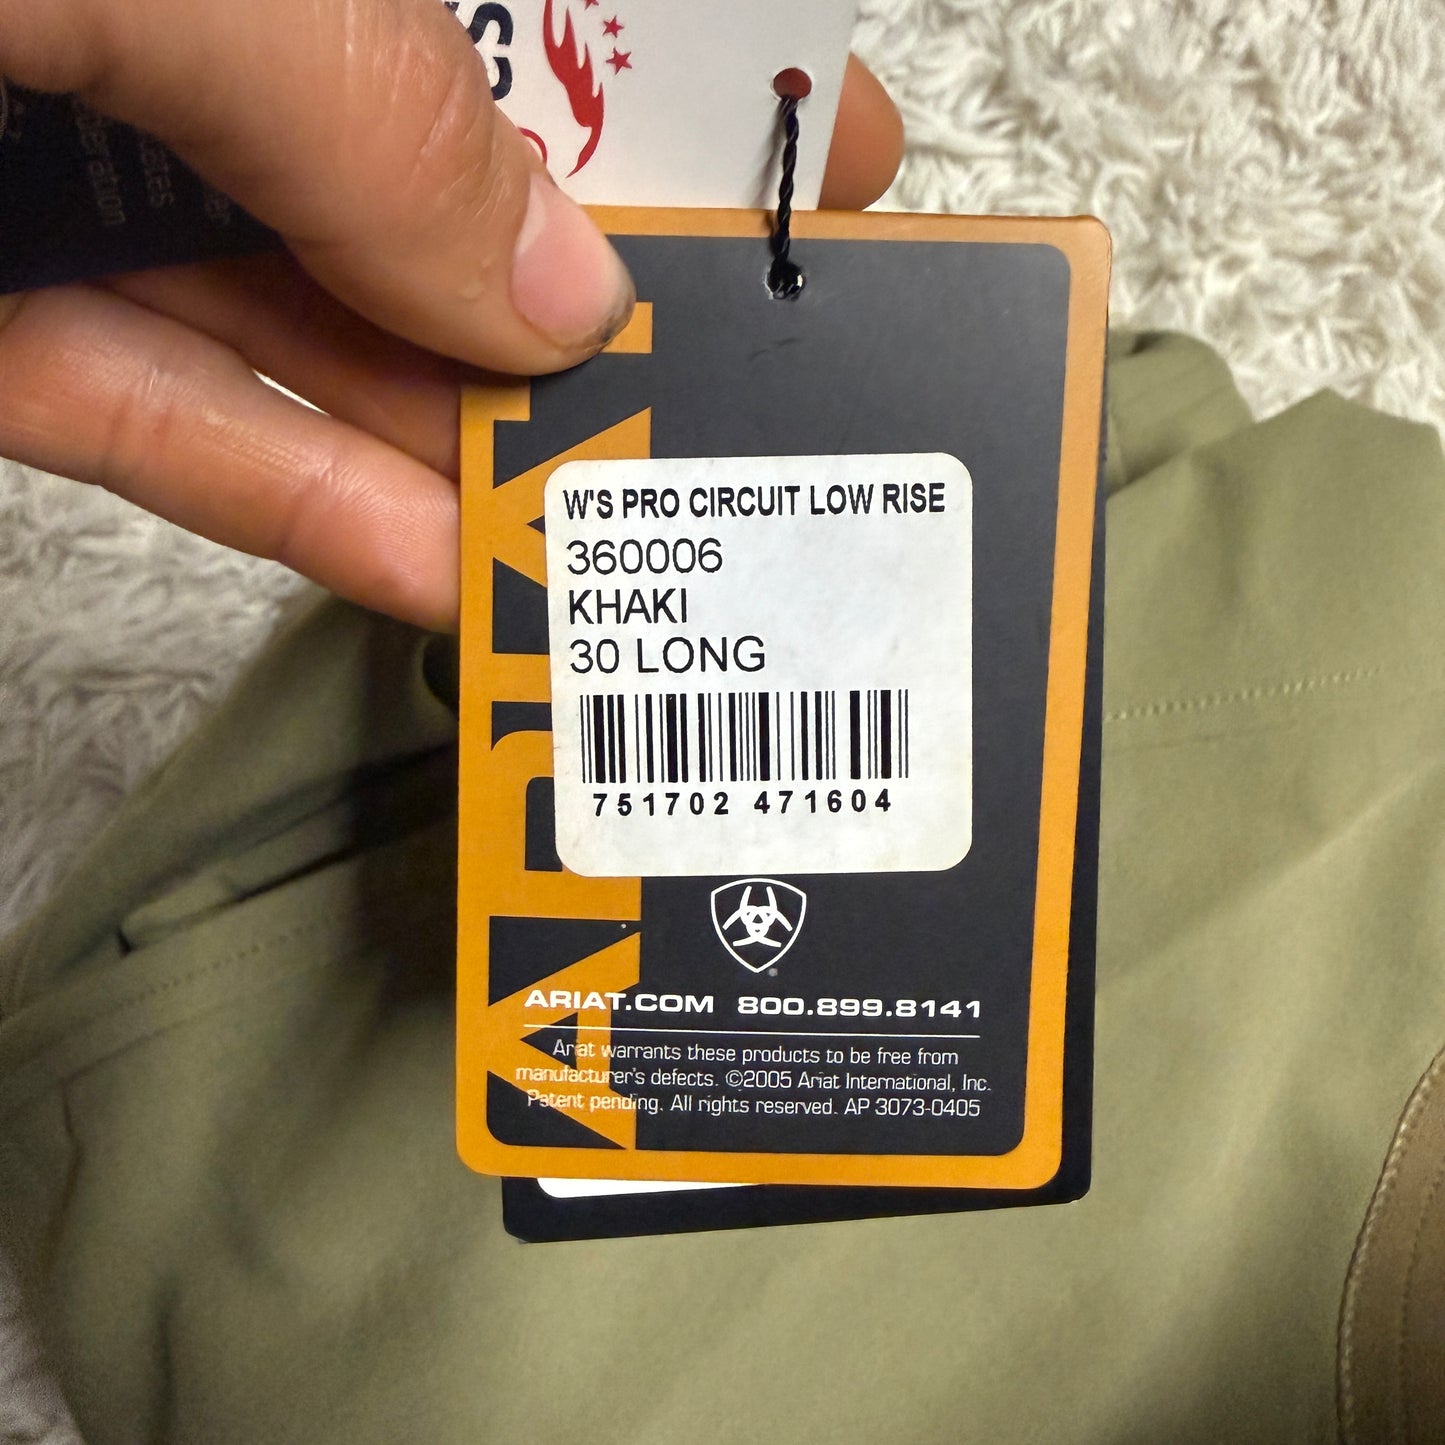 ARIAT
W'S PRO CIRCUIT LOW RISE
360006
KHAKI
30 LONG
751702 471604
ARIAT.COM 800.899.8141
Ariat warrants these products to be free from
manufacturer's defects. ©2005 Ariat International, Inc.
Patent pending. All rights reserved. AP 3073-0405